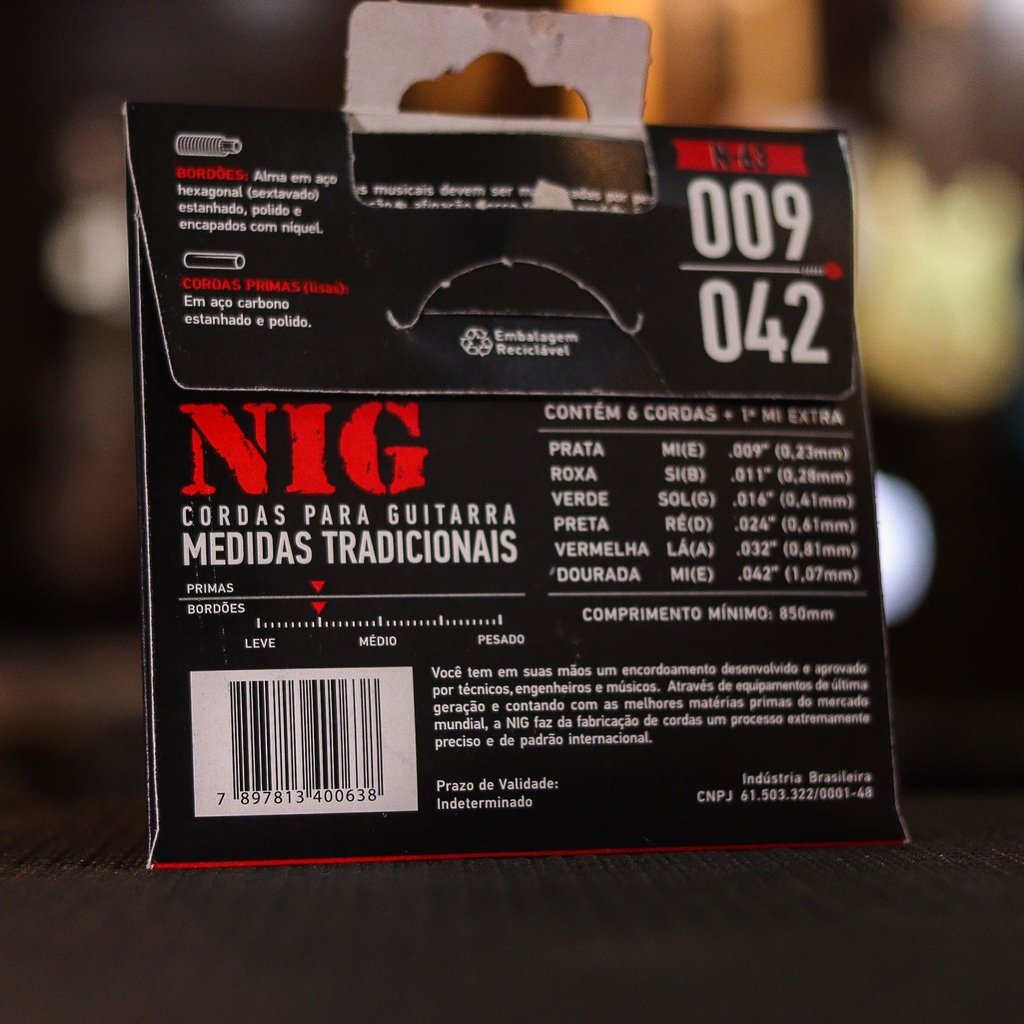 BORDÕES: Alma em aço
hexagonal (sextavado)
estanhado, polido e
encapados com níquel.
CORDAS PRIMAS (lisas):
Em aço carbono
estanhado e polido.
s musicais devem ser
por
Embalagem
Reciclável
N-63
009
042
NIG
CORDAS PARA GUITARRA
MEDIDAS TRADICIONAIS
PRIMAS
BORDÕES
LEVE MÉDIO PESADO
CONTÉM 6 CORDAS + 1ª MI EXTRA
PRATA MI(E) .009" (0,23mm)
ROXA SI(B) .011" (0,28mm)
VERDE SOL(G) .016" (0,41mm)
PRETA RÉ(D) .024" (0,61mm)
VERMELHA LÁ(A) .032" (0,81mm)
DOURADA MI(E) .042" (1,07mm)
COMPRIMENTO MÍNIMO: 850mm
Você tem em suas mãos um encordoamento desenvolvido e aprovado
por técnicos, engenheiros e músicos. Através de equipamentos de última
geração e contando com as melhores matérias primas do mercado
mundial, a NIG faz da fabricação de cordas um processo extremamente
preciso e de padrão internacional.
7 897813 400638
Prazo de Validade:
Indeterminado
Indústria Brasileira
CNPJ 61.503.322/0001-48